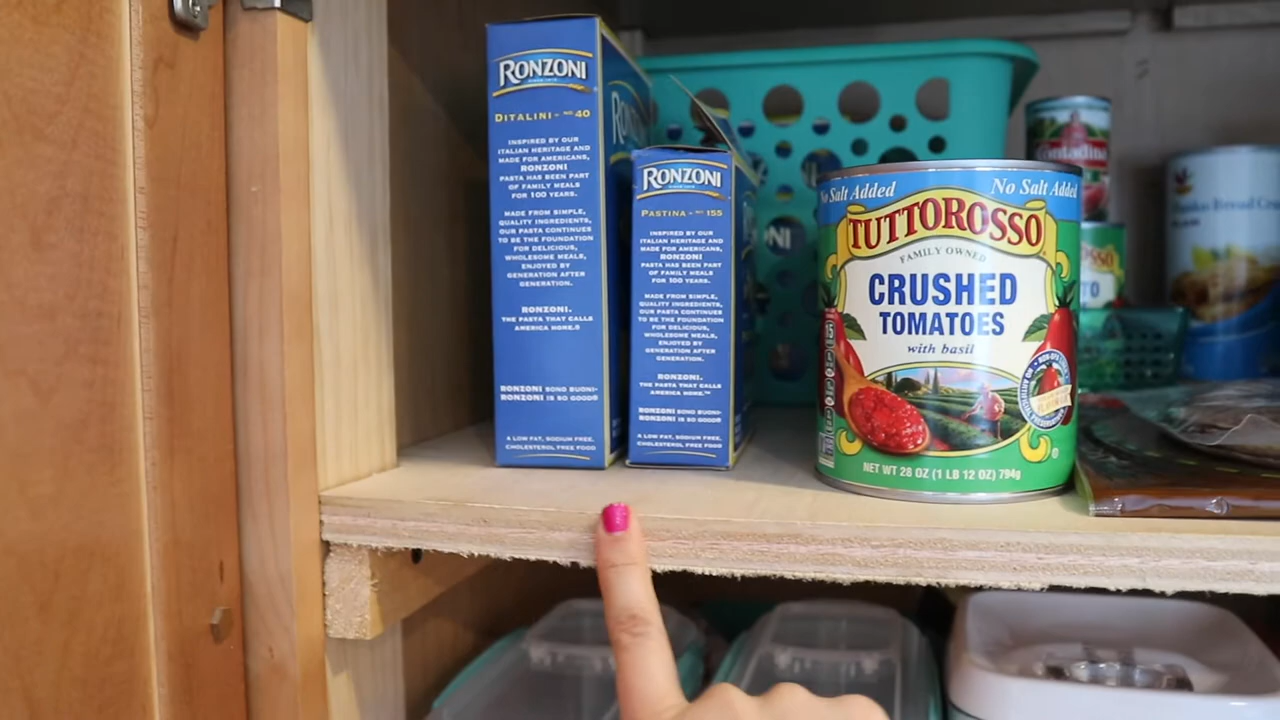 RONZONI
SINCE 1915
DITALINI - NO 40
INSPIRED BY OUR
ITALIAN HERITAGE AND
MADE FOR AMERICANS,
RONZONI
PASTA HAS BEEN PART
OF FAMILY MEALS
FOR 100 YEARS.
MADE FROM SIMPLE,
QUALITY INGREDIENTS,
OUR PASTA CONTINUES
TO BE THE FOUNDATION
FOR DELICIOUS,
WHOLESOME MEALS,
ENJOYED BY
GENERATION AFTER
GENERATION.
RONZONI.
THE PASTA THAT CALLS
AMERICA HOME.®
RONZONI SONO BUONI-
RONZONI IS SO GOOD®
A LOW FAT, SODIUM FREE,
CHOLESTEROL FREE FOOD
RONZONI
SINCE 1915
PASTINA - NO 155
INSPIRED BY OUR
ITALIAN HERITAGE AND
MADE FOR AMERICANS,
RONZONI
PASTA HAS BEEN PART
OF FAMILY MEALS
FOR 100 YEARS.
MADE FROM SIMPLE,
QUALITY INGREDIENTS,
OUR PASTA CONTINUES
TO BE THE FOUNDATION
FOR DELICIOUS,
WHOLESOME MEALS,
ENJOYED BY
GENERATION AFTER
GENERATION.
RONZONI.
THE PASTA THAT CALLS
AMERICA HOME.™
RONZONI SONO BUONI-
RONZONI IS SO GOOD®
A LOW FAT, SODIUM FREE,
CHOLESTEROL FREE FOOD
No Salt Added No Salt Added
TUTTOROSSO
FAMILY OWNED
CRUSHED
TOMATOES
with basil
NET WT 28 OZ (1 LB 12 OZ) 794g
Contadina